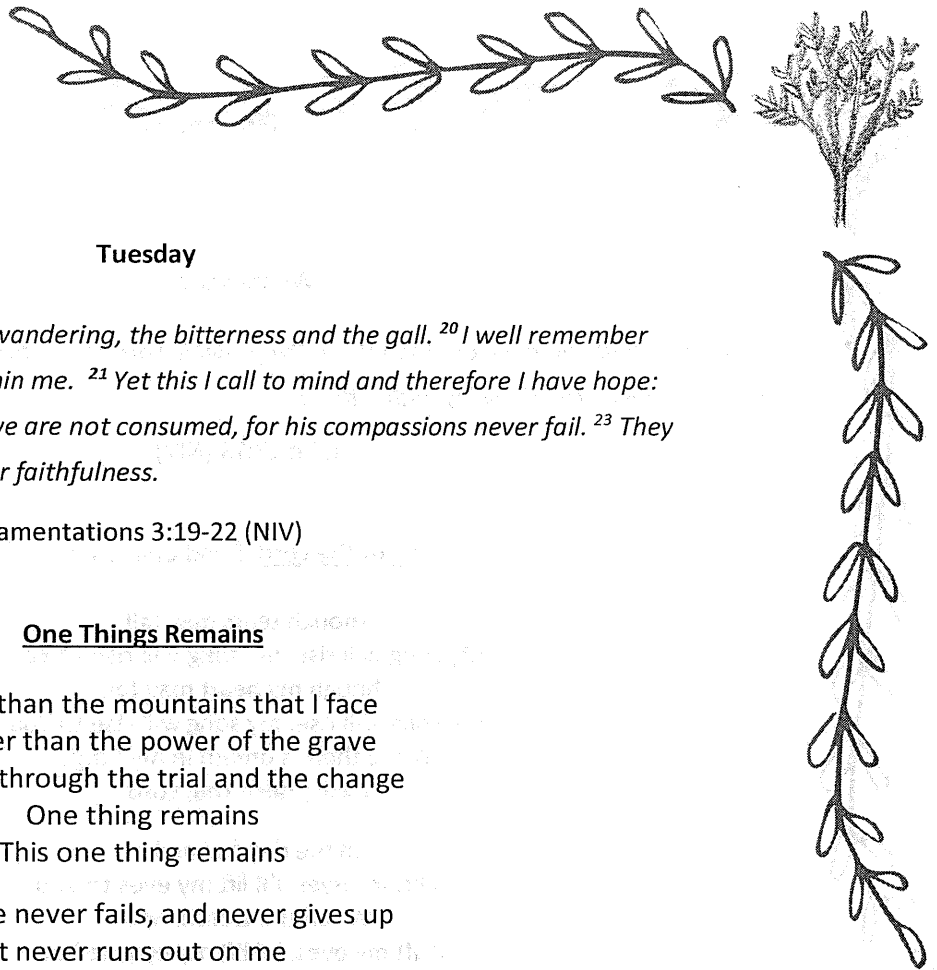 Tuesday
wandering, the bitterness and the gall. ²⁰ I well remember
in me. ²¹ Yet this I call to mind and therefore I have hope:
we are not consumed, for his compassions never fail. ²³ They
r faithfulness.
amentations 3:19-22 (NIV)
One Things Remains
than the mountains that I face
er than the power of the grave
through the trial and the change
One thing remains
This one thing remains
e never fails, and never gives up
t never runs out on me